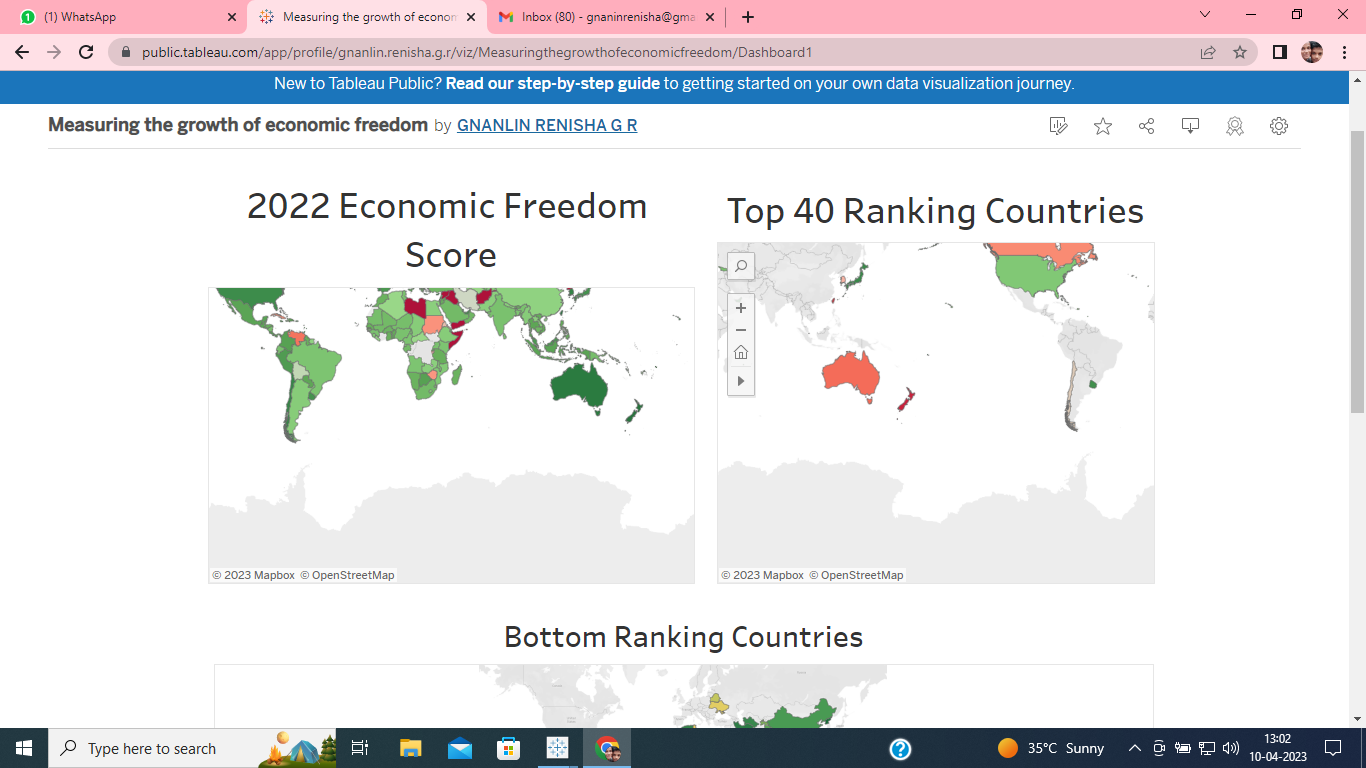 (1) WhatsApp
Measuring the growth of econom
Inbox (80) - gnaninrenisha@gma
public.tableau.com/app/profile/gnanlin.renisha.g.r/viz/Measuringthegrowthofeconomicfreedom/Dashboard1
New to Tableau Public? Read our step-by-step guide to getting started on your own data visualization journey.
Measuring the growth of economic freedom by GNANLIN RENISHA G R
2022 Economic Freedom
Score
Top 40 Ranking Countries
© 2023 Mapbox © OpenStreetMap
© 2023 Mapbox © OpenStreetMap
Bottom Ranking Countries
Type here to search
35°C Sunny
13:02
10-04-2023